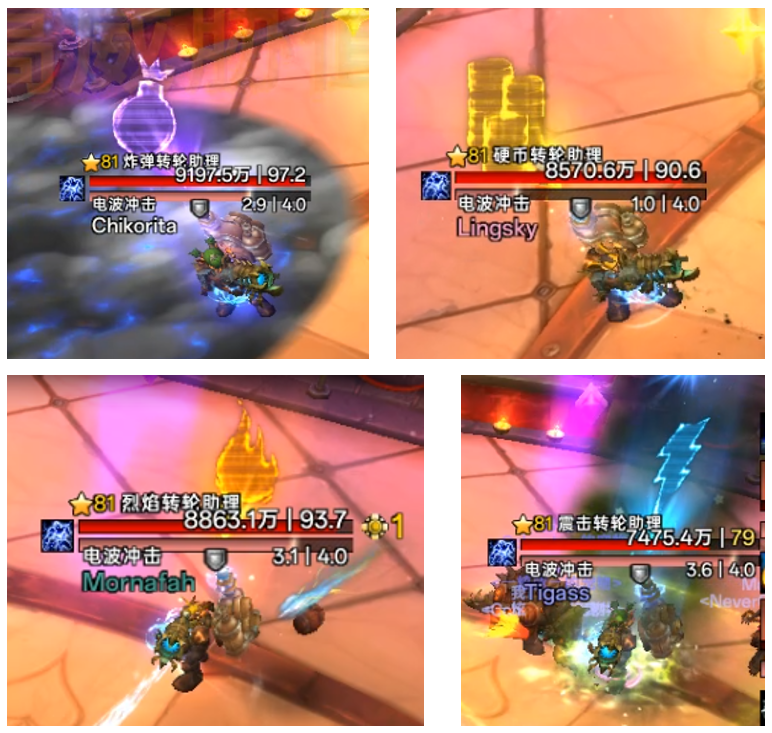 81 炸弹转轮助理
9197.5万 | 97.2
电波冲击 2.9 | 4.0
Chikorita
81 硬币转轮助理
8570.6万 | 90.6
电波冲击 1.0 | 4.0
Lingsky
81 烈焰转轮助理
8863.1万 | 93.7
1
电波冲击 3.1 | 4.0
Mornafah
81 震击转轮助理
7475.4万 | 79
电波冲击 3.6 | 4.0
Tigass
<Never